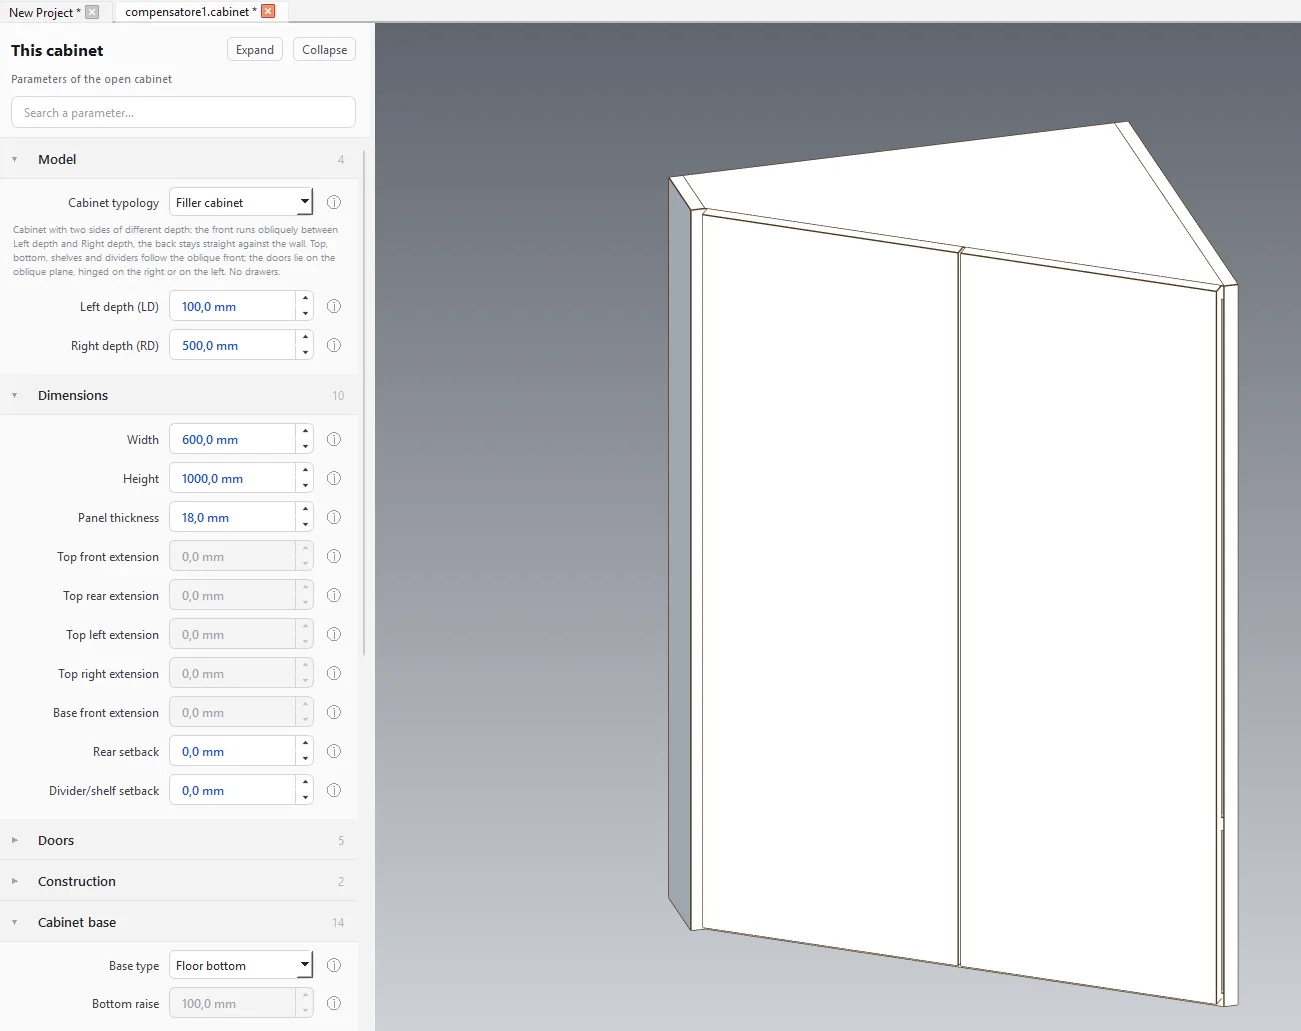 New Project *
compensatore1.cabinet *
This cabinet
Expand
Collapse
Parameters of the open cabinet
Search a parameter...
Model
4
Cabinet typology
Filler cabinet
Cabinet with two sides of different depth: the front runs obliquely between
Left depth and Right depth, the back stays straight against the wall. Top,
bottom, shelves and dividers follow the oblique front; the doors lie on the
oblique plane, hinged on the right or on the left. No drawers.
Left depth (LD)
100,0 mm
Right depth (RD)
500,0 mm
Dimensions
10
Width
600,0 mm
Height
1000,0 mm
Panel thickness
18,0 mm
Top front extension
0,0 mm
Top rear extension
0,0 mm
Top left extension
0,0 mm
Top right extension
0,0 mm
Base front extension
0,0 mm
Rear setback
0,0 mm
Divider/shelf setback
0,0 mm
Doors
5
Construction
2
Cabinet base
14
Base type
Floor bottom
Bottom raise
100,0 mm